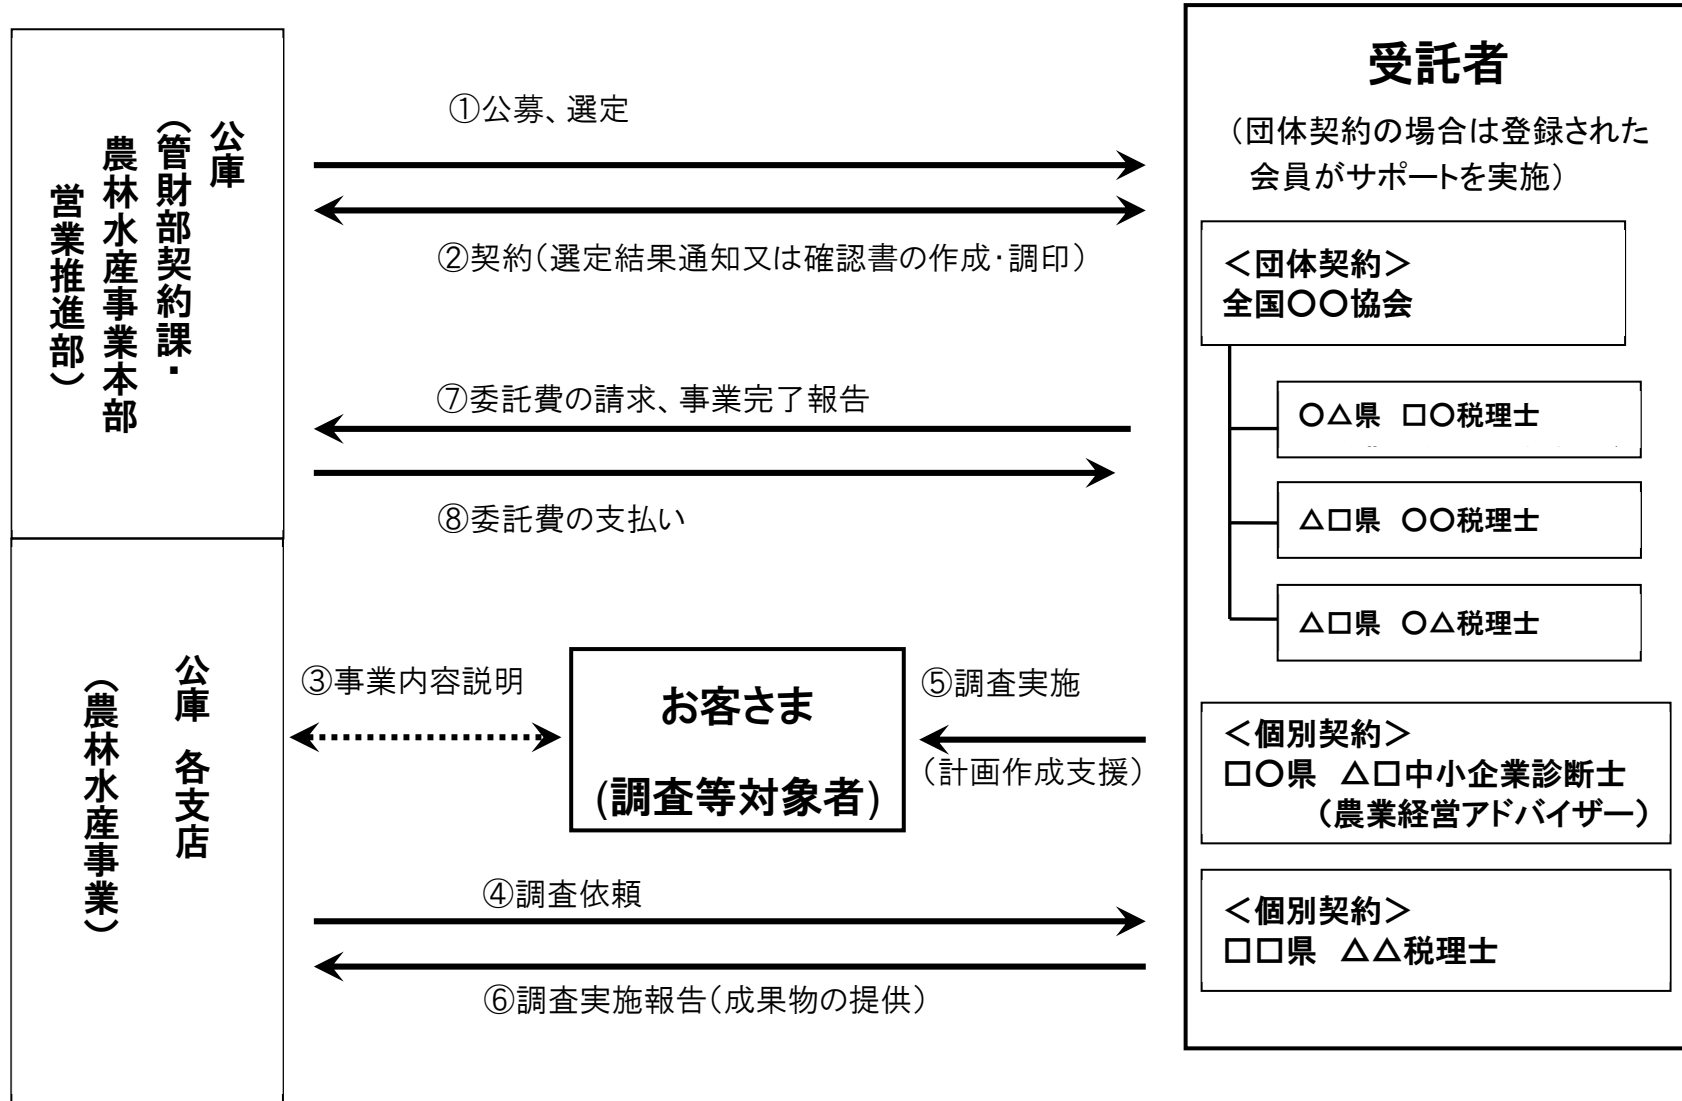 公庫
（管財部契約課・
農林水産事業本部
営業推進部）
①公募、選定
②契約（選定結果通知又は確認書の作成・調印）
⑦委託費の請求、事業完了報告
⑧委託費の支払い
公庫 各支店
（農林水産事業）
③事業内容説明
お客さま
(調査等対象者)
⑤調査実施
（計画作成支援）
④調査依頼
⑥調査実施報告（成果物の提供）
受託者
（団体契約の場合は登録された
会員がサポートを実施）
＜団体契約＞
全国〇〇協会
〇△県 □〇税理士
△□県 〇〇税理士
△□県 〇△税理士
＜個別契約＞
□〇県 △□中小企業診断士
（農業経営アドバイザー）
＜個別契約＞
□□県 △△税理士